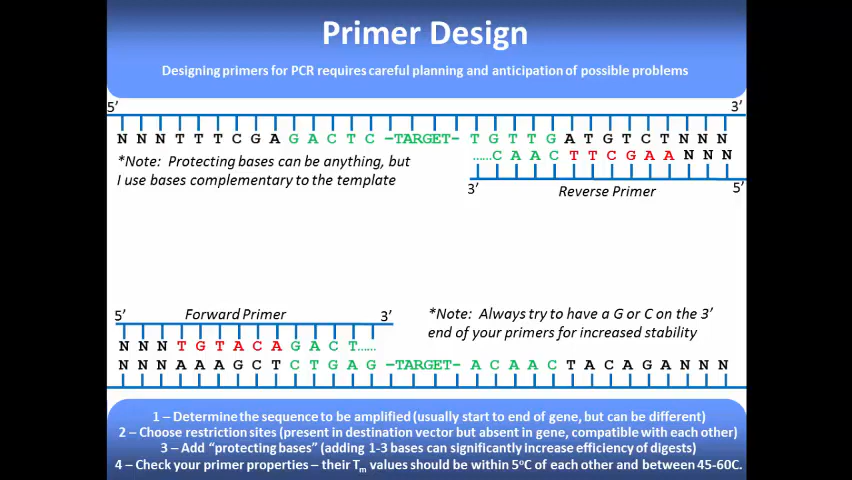 Primer Design
Designing primers for PCR requires careful planning and anticipation of possible problems
5’ 3’
N N N T T T C G A G A C T C –TARGET– T G T T G A T G T C T N N N
……C A A C T T C G A A N N N
*Note: Protecting bases can be anything, but
I use bases complementary to the template
3’ Reverse Primer 5’
5’ Forward Primer 3’
*Note: Always try to have a G or C on the 3’
end of your primers for increased stability
N N N T G T A C A G A C T……
N N N A A A G C T C T G A G –TARGET– A C A A C T A C A G A N N N
1 – Determine the sequence to be amplified (usually start to end of gene, but can be different)
2 – Choose restriction sites (present in destination vector but absent in gene, compatible with each other)
3 – Add “protecting bases” (adding 1-3 bases can significantly increase efficiency of digests)
4 – Check your primer properties – their Tm values should be within 5°C of each other and between 45-60C.